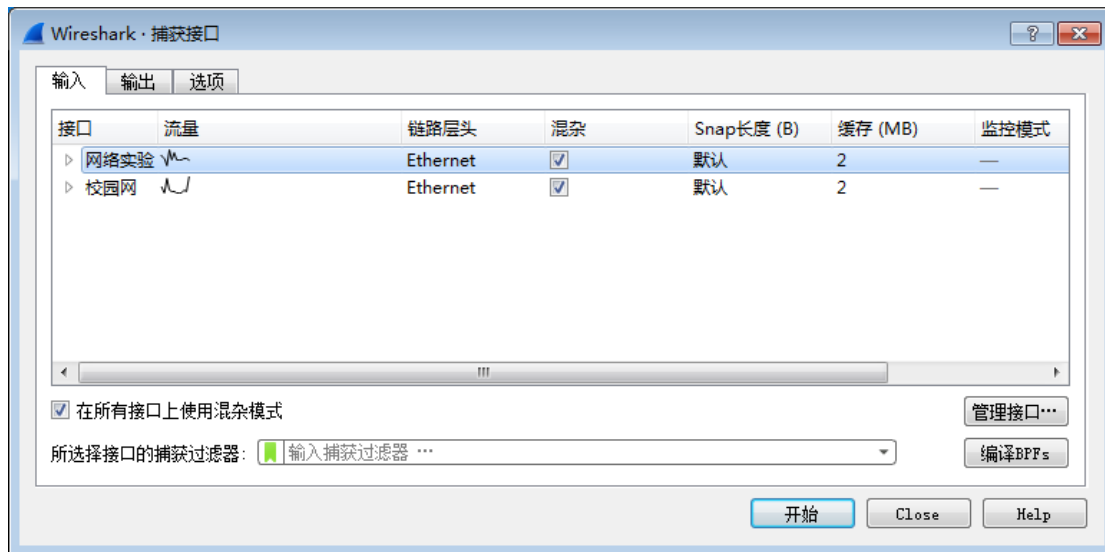 Wireshark · 捕获接口
输入 输出 选项
接口 流量 链路层头 混杂 Snap长度 (B) 缓存 (MB) 监控模式
网络实验 Ethernet 默认 2 —
校园网 Ethernet 默认 2 —
在所有接口上使用混杂模式 管理接口…
所选择接口的捕获过滤器: 输入捕获过滤器 … 编译BPFs
开始 Close Help